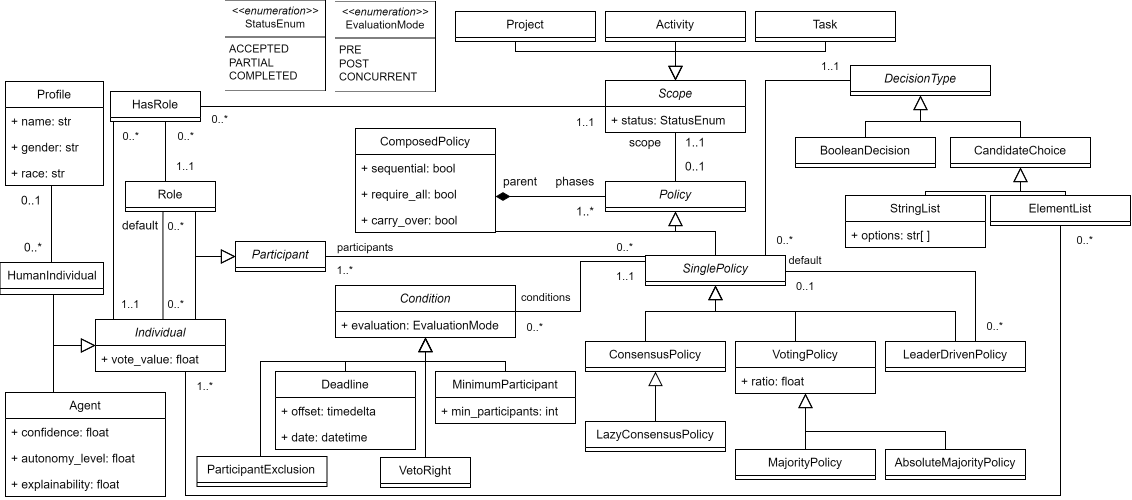 <<enumeration>>
StatusEnum
ACCEPTED
PARTIAL
COMPLETED
<<enumeration>>
EvaluationMode
PRE
POST
CONCURRENT
Project
Activity
Task
Profile
+ name: str
+ gender: str
+ race: str
HasRole
0..*
0..*
0..*
1..1
Scope
+ status: StatusEnum
1..1
scope
1..1
0..1
1..1
DecisionType
BooleanDecision
CandidateChoice
StringList
+ options: str[ ]
ElementList
ComposedPolicy
+ sequential: bool
+ require_all: bool
+ carry_over: bool
parent
phases
1..*
Policy
Role
default
0..*
0..1
0..*
HumanIndividual
Participant
participants
1..*
0..*
SinglePolicy
1..1
0..*
default
0..1
0..*
0..*
Condition
+ evaluation: EvaluationMode
conditions
0..*
1..1
0..*
Individual
+ vote_value: float
1..*
ConsensusPolicy
VotingPolicy
+ ratio: float
LeaderDrivenPolicy
Deadline
+ offset: timedelta
+ date: datetime
MinimumParticipant
+ min_participants: int
Agent
+ confidence: float
+ autonomy_level: float
+ explainability: float
LazyConsensusPolicy
ParticipantExclusion
VetoRight
MajorityPolicy
AbsoluteMajorityPolicy